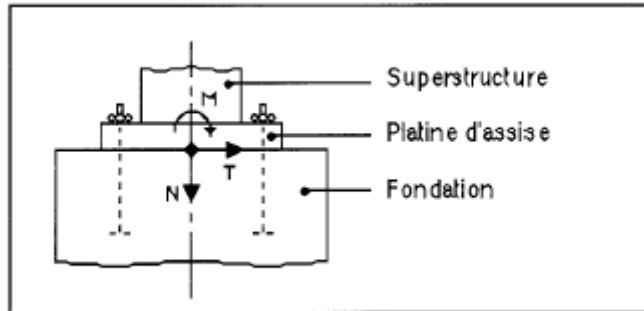 Superstructure
M
Platine d'assise
T
N
Fondation